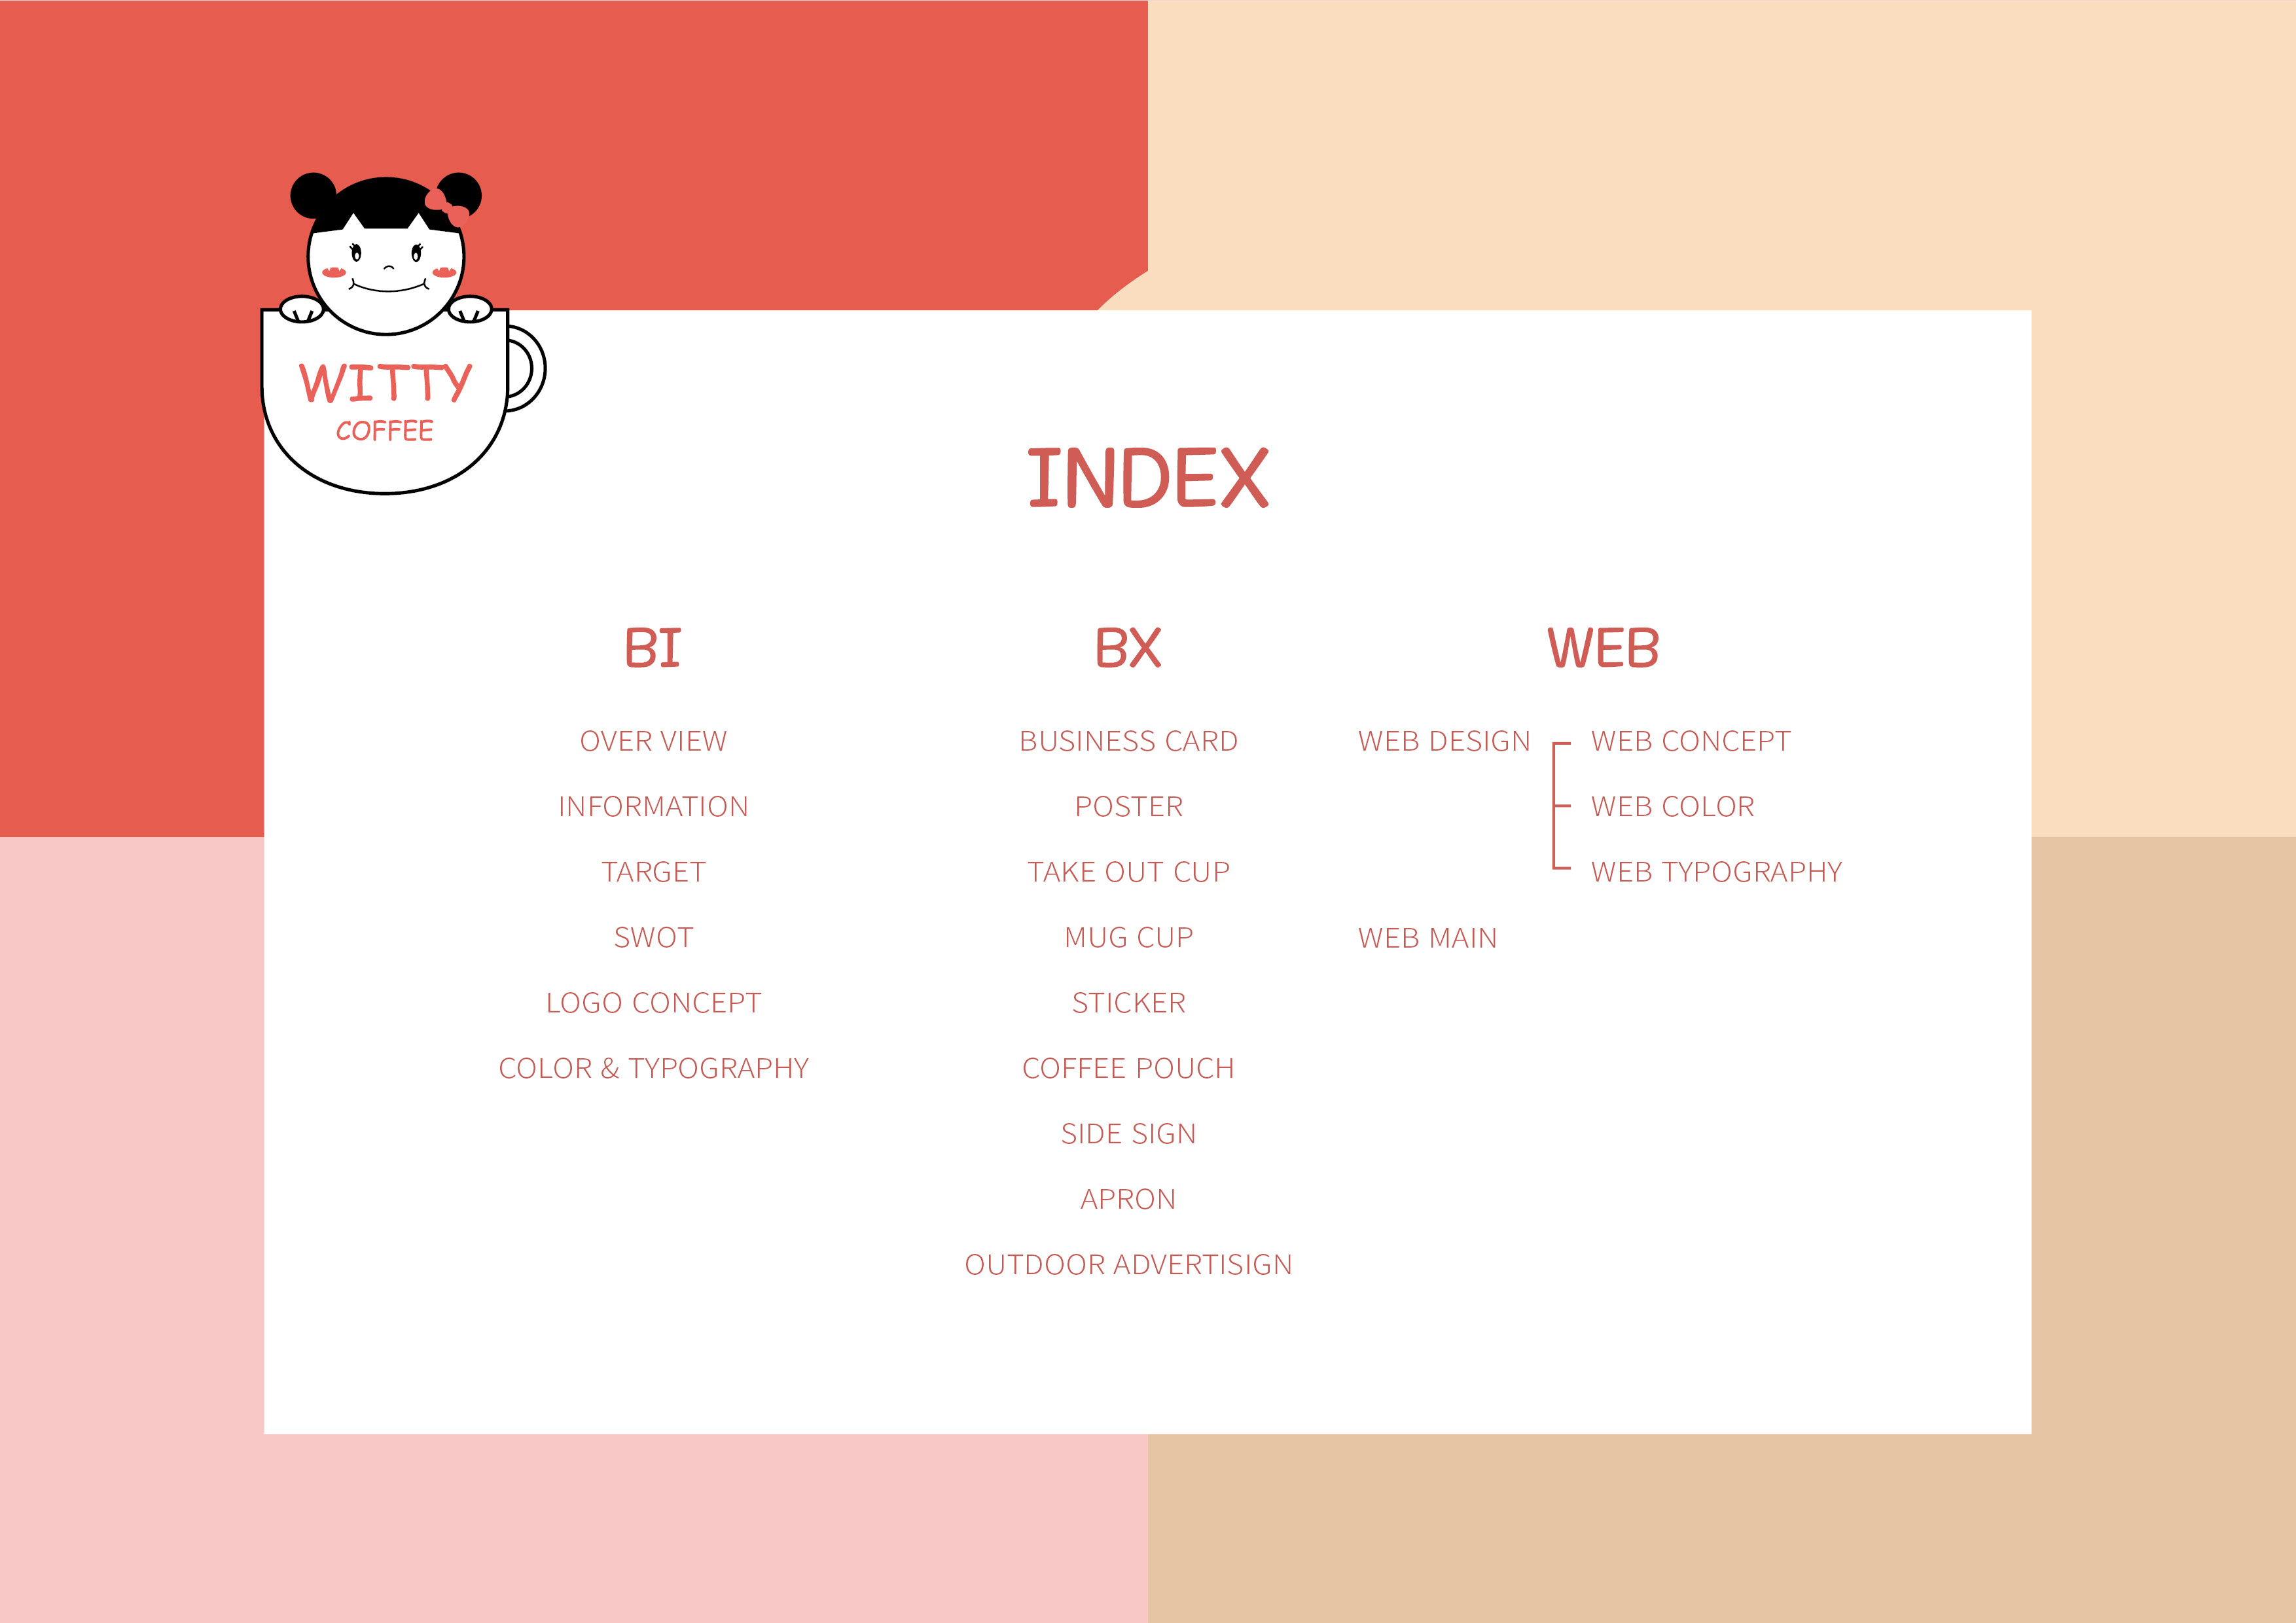 WITTY
COFFEE
INDEX
BI
OVER VIEW
INFORMATION
TARGET
SWOT
LOGO CONCEPT
COLOR & TYPOGRAPHY
BX
BUSINESS CARD
POSTER
TAKE OUT CUP
MUG CUP
STICKER
COFFEE POUCH
SIDE SIGN
APRON
OUTDOOR ADVERTISIGN
WEB
WEB DESIGN
WEB CONCEPT
WEB COLOR
WEB TYPOGRAPHY
WEB MAIN